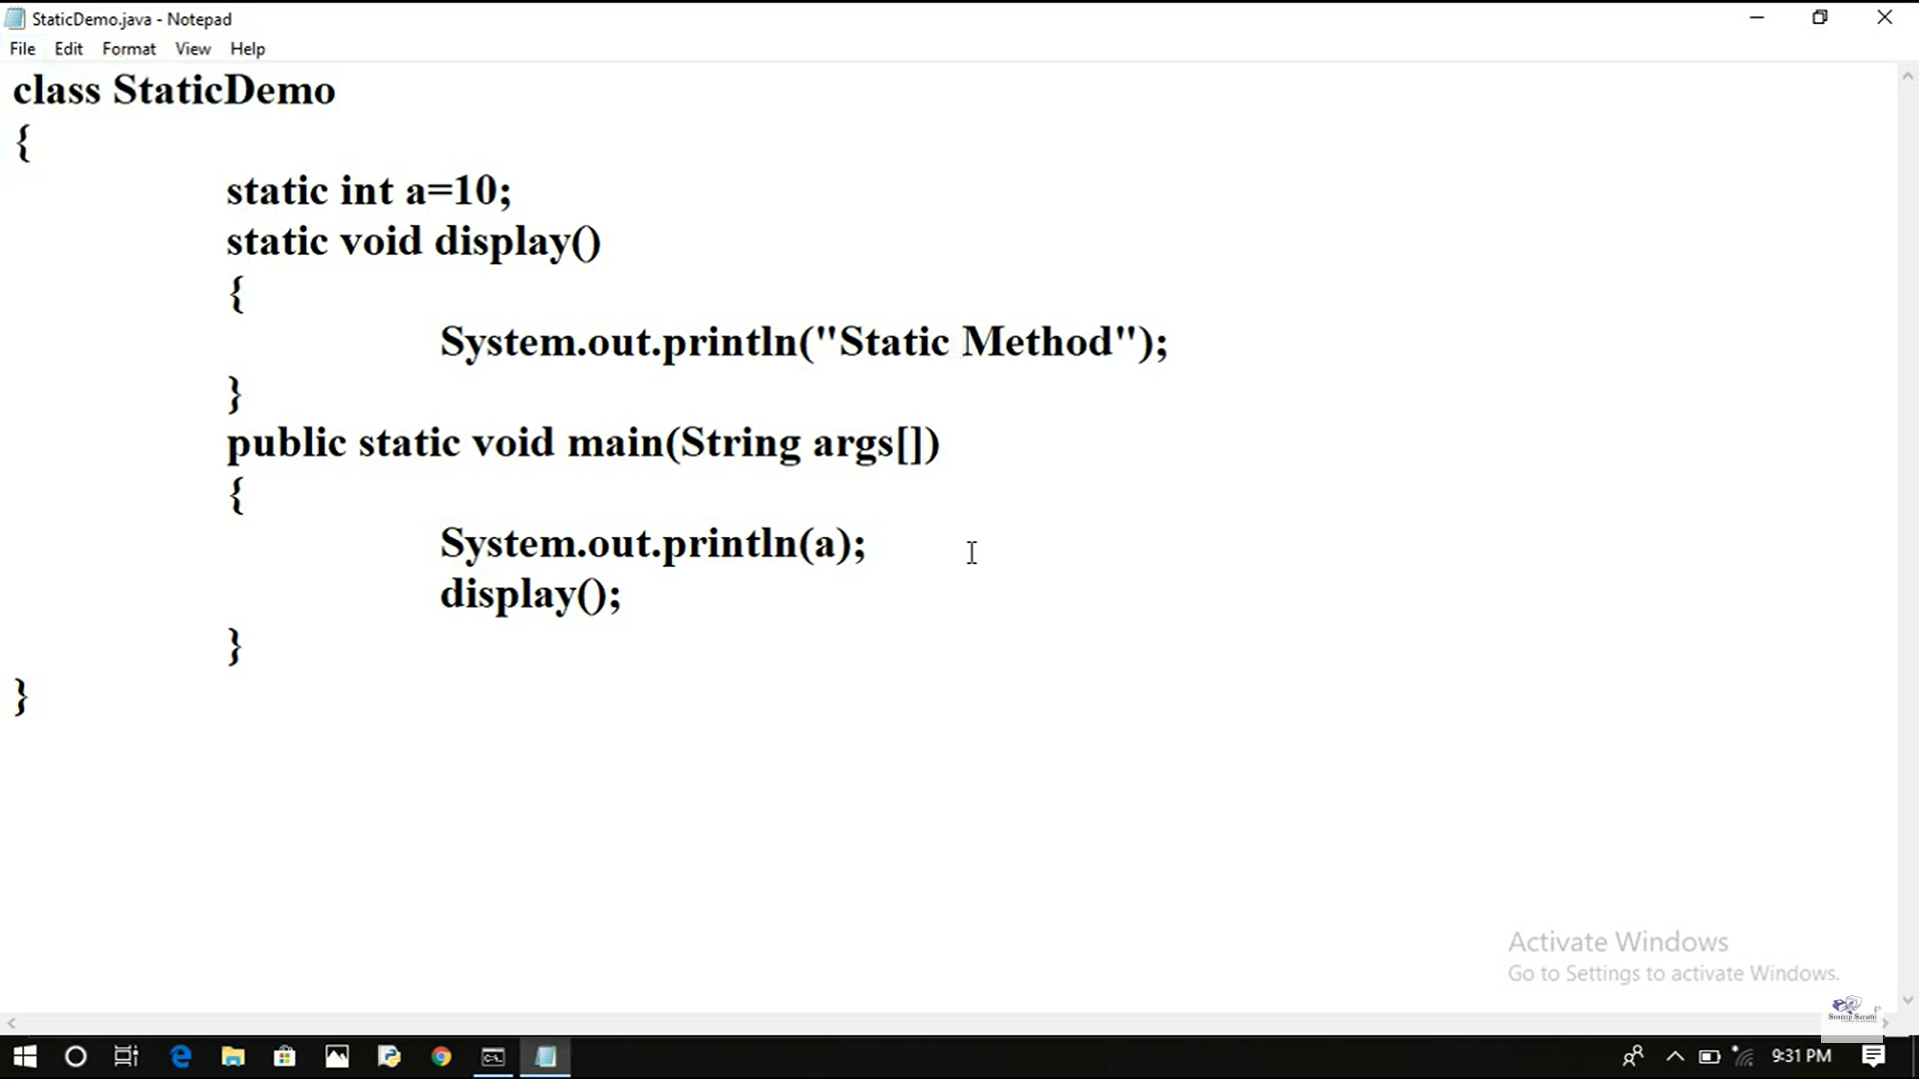 StaticDemo.java - Notepad
File Edit Format View Help
class StaticDemo
{
static int a=10;
static void display()
{
System.out.println("Static Method");
}
public static void main(String args[])
{
System.out.println(a);
display();
}
}
Activate Windows
Go to Settings to activate Windows.
9:31 PM